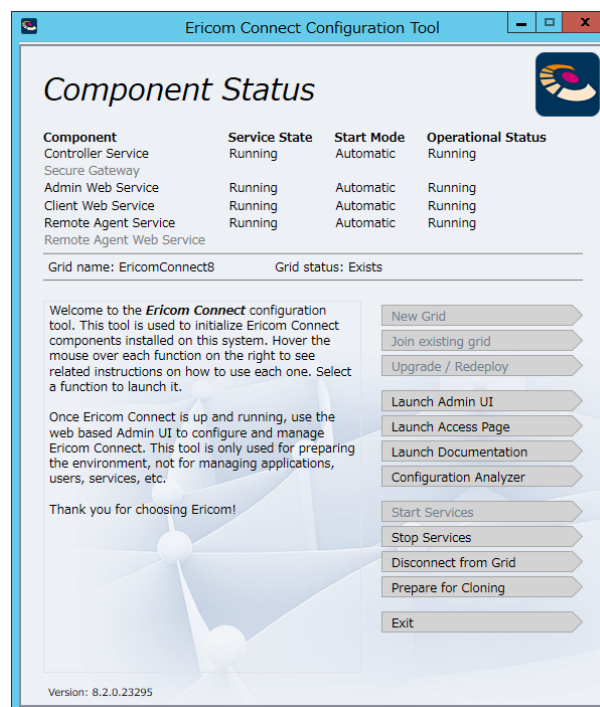 Ericom Connect Configuration Tool
Component Status
Component Service State Start Mode Operational Status
Controller Service Running Automatic Running
Secure Gateway
Admin Web Service Running Automatic Running
Client Web Service Running Automatic Running
Remote Agent Service Running Automatic Running
Remote Agent Web Service
Grid name: EricomConnect8 Grid status: Exists
Welcome to the Ericom Connect configuration
tool. This tool is used to initialize Ericom Connect
components installed on this system. Hover the
mouse over each function on the right to see
related instructions on how to use each one. Select
a function to launch it.
Once Ericom Connect is up and running, use the
web based Admin UI to configure and manage
Ericom Connect. This tool is only used for preparing
the environment, not for managing applications,
users, services, etc.
Thank you for choosing Ericom!
New Grid
Join existing grid
Upgrade / Redeploy
Launch Admin UI
Launch Access Page
Launch Documentation
Configuration Analyzer
Start Services
Stop Services
Disconnect from Grid
Prepare for Cloning
Exit
Version: 8.2.0.23295